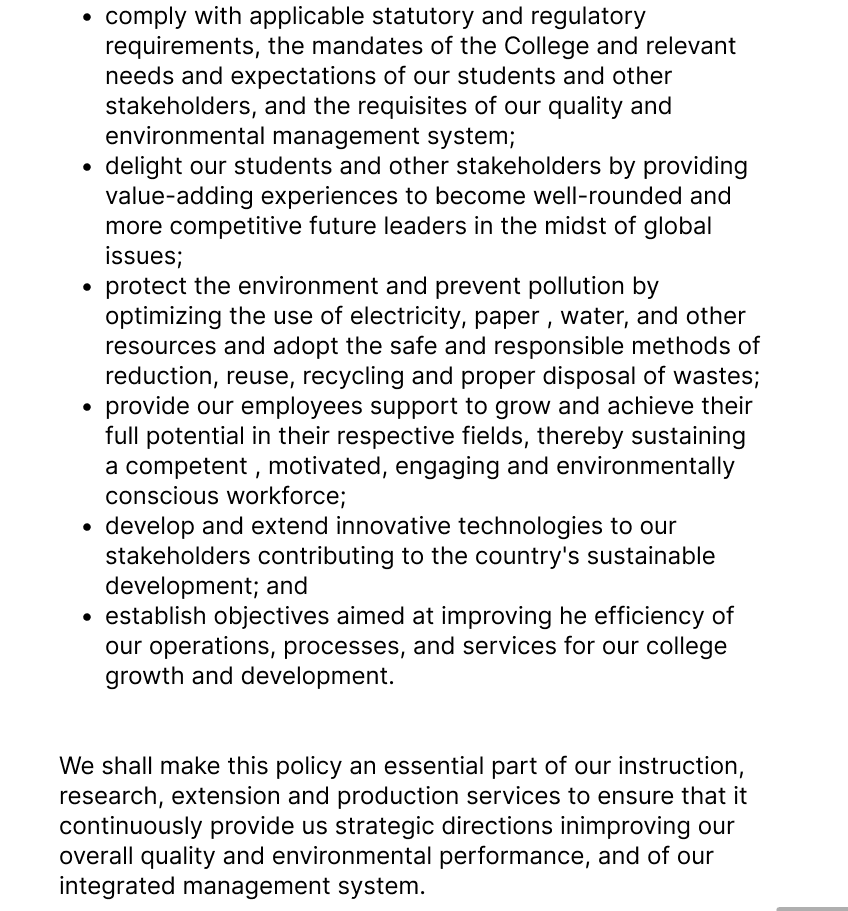 • comply with applicable statutory and regulatory
requirements, the mandates of the College and relevant
needs and expectations of our students and other
stakeholders, and the requisites of our quality and
environmental management system;
• delight our students and other stakeholders by providing
value-adding experiences to become well-rounded and
more competitive future leaders in the midst of global
issues;
• protect the environment and prevent pollution by
optimizing the use of electricity, paper , water, and other
resources and adopt the safe and responsible methods of
reduction, reuse, recycling and proper disposal of wastes;
• provide our employees support to grow and achieve their
full potential in their respective fields, thereby sustaining
a competent , motivated, engaging and environmentally
conscious workforce;
• develop and extend innovative technologies to our
stakeholders contributing to the country's sustainable
development; and
• establish objectives aimed at improving he efficiency of
our operations, processes, and services for our college
growth and development.
We shall make this policy an essential part of our instruction,
research, extension and production services to ensure that it
continuously provide us strategic directions inimproving our
overall quality and environmental performance, and of our
integrated management system.